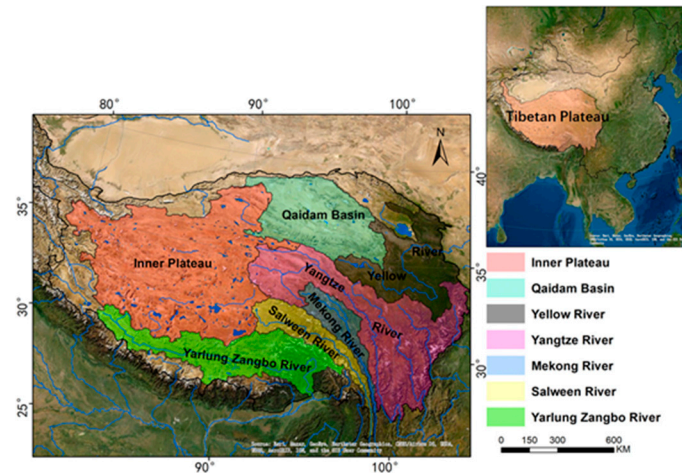 80°
90°
100°
N
40°
35°
35°
30°
30°
25°
90°
100°
Qaidam Basin
Inner Plateau
Yellow
River
Yangtze
River
Mekong River
Salween River
Yarlung Zangbo River
Tibetan Plateau
Inner Plateau
Qaidam Basin
Yellow River
Yangtze River
Mekong River
Salween River
Yarlung Zangbo River
0
150
300
600
KM